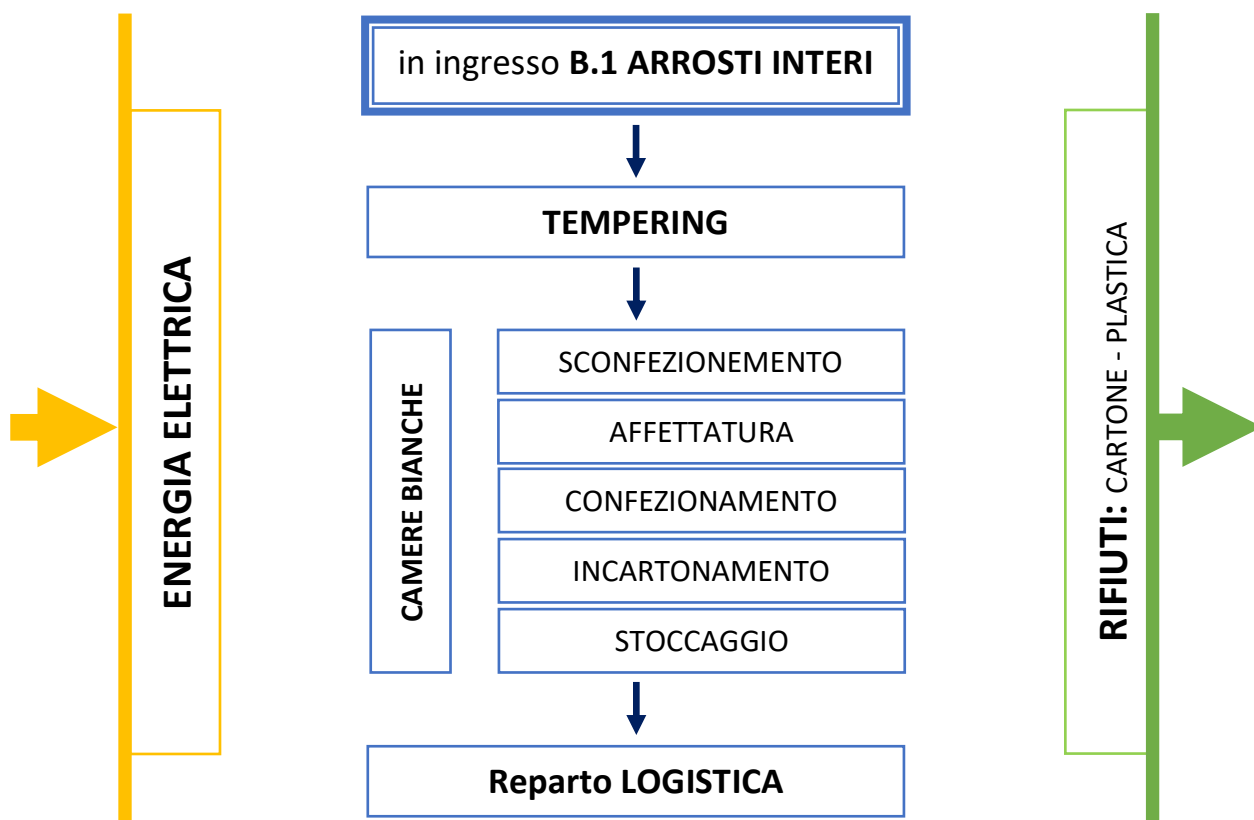 in ingresso B.1 ARROSTI INTERI
TEMPERING
ENERGIA ELETTRICA
CAMERE BIANCHE
SCONFEZIONEMENTO
AFFETTATURA
CONFEZIONAMENTO
INCARTONAMENTO
STOCCAGGIO
RIFIUTI: CARTONE - PLASTICA
Reparto LOGISTICA